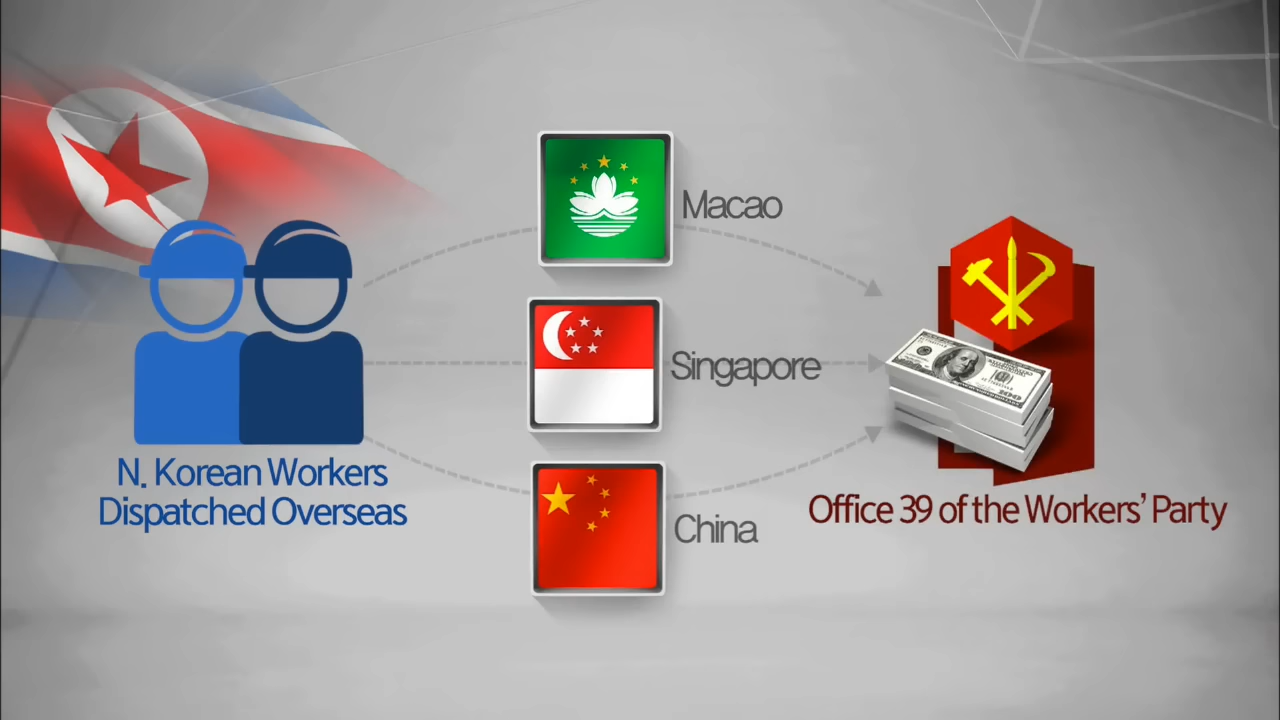 Macao
Singapore
China
N. Korean Workers
Dispatched Overseas
Office 39 of the Workers' Party